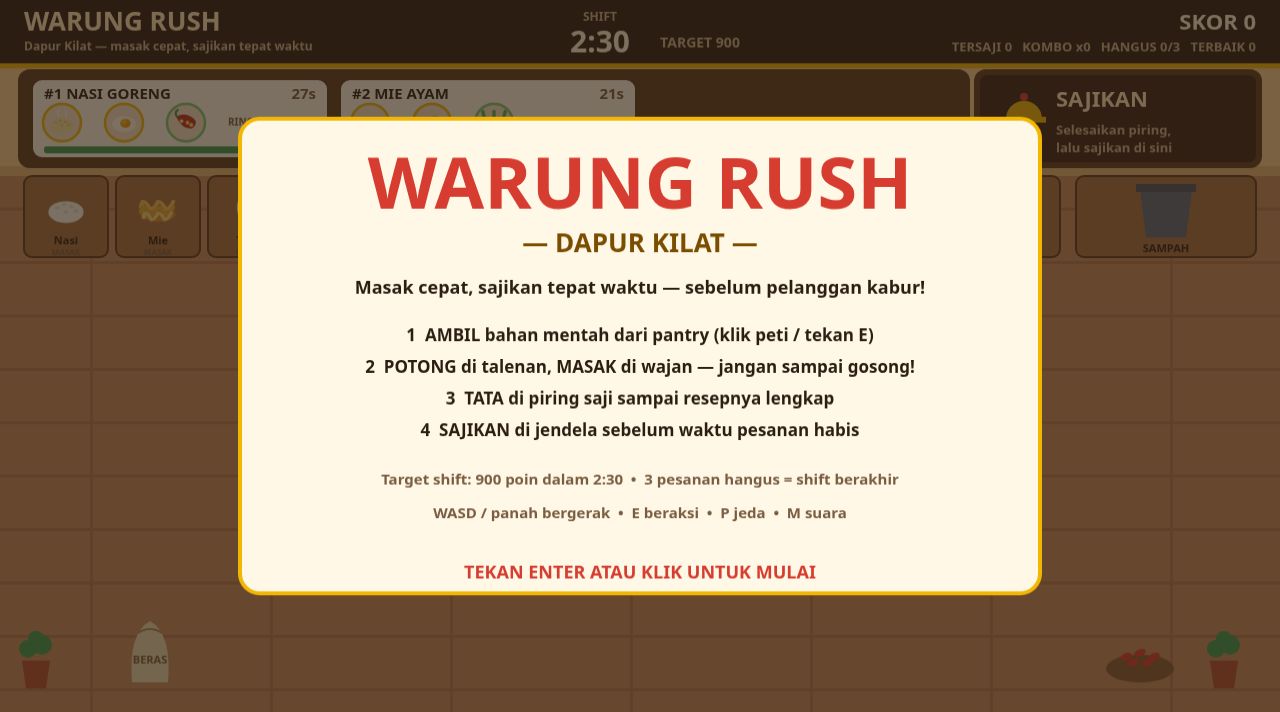 WARUNG RUSH
Dapur Kilat — masak cepat, sajikan tepat waktu
SHIFT
2:30
TARGET 900
SKOR 0
TERSAJI 0 KOMBO x0 HANGUS 0/3 TERBAIK 0
#1 NASI GORENG 27s
#2 MIE AYAM 21s
SAJIKAN
Selesaikan piring,
lalu sajikan di sini
Nasi
MASAK
Mie
MASAK
SAMPAH
WARUNG RUSH
— DAPUR KILAT —
Masak cepat, sajikan tepat waktu — sebelum pelanggan kabur!
1 AMBIL bahan mentah dari pantry (klik peti / tekan E)
2 POTONG di talenan, MASAK di wajan — jangan sampai gosong!
3 TATA di piring saji sampai resepnya lengkap
4 SAJIKAN di jendela sebelum waktu pesanan habis
Target shift: 900 poin dalam 2:30 • 3 pesanan hangus = shift berakhir
WASD / panah bergerak • E beraksi • P jeda • M suara
TEKAN ENTER ATAU KLIK UNTUK MULAI
BERAS